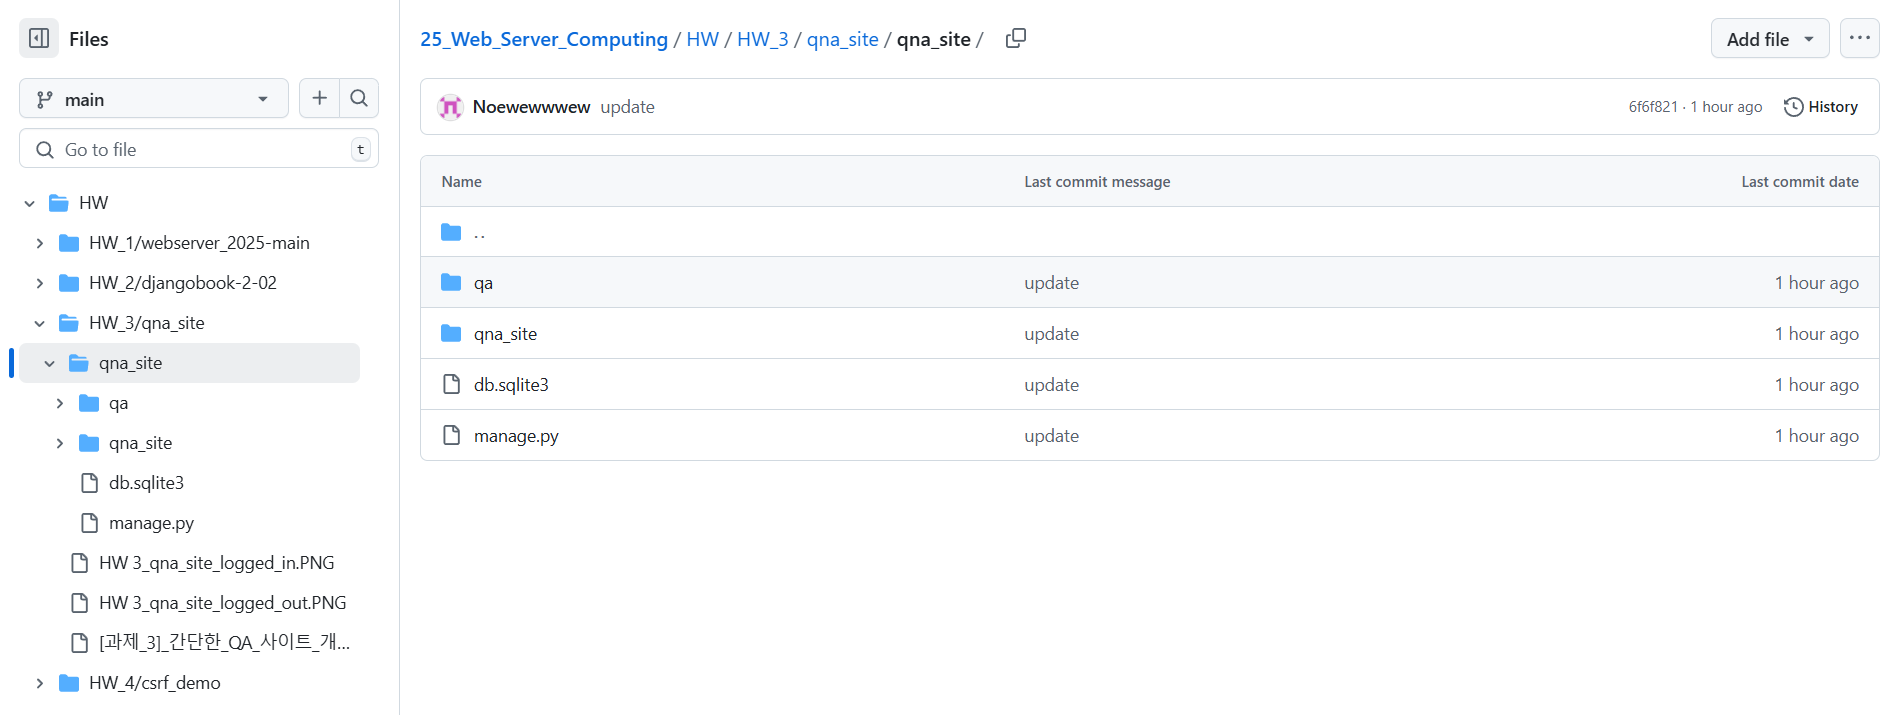 Files
main
Go to file
t
HW
HW_1/webserver_2025-main
HW_2/djangobook-2-02
HW_3/qna_site
qna_site
qa
qna_site
db.sqlite3
manage.py
HW 3_qna_site_logged_in.PNG
HW 3_qna_site_logged_out.PNG
[과제_3]_간단한_QA_사이트_개...
HW_4/csrf_demo
25_Web_Server_Computing / HW / HW_3 / qna_site / qna_site /
Add file
Noewewwwew update
6f6f821 · 1 hour ago
History
Name Last commit message Last commit date
..
qa update 1 hour ago
qna_site update 1 hour ago
db.sqlite3 update 1 hour ago
manage.py update 1 hour ago